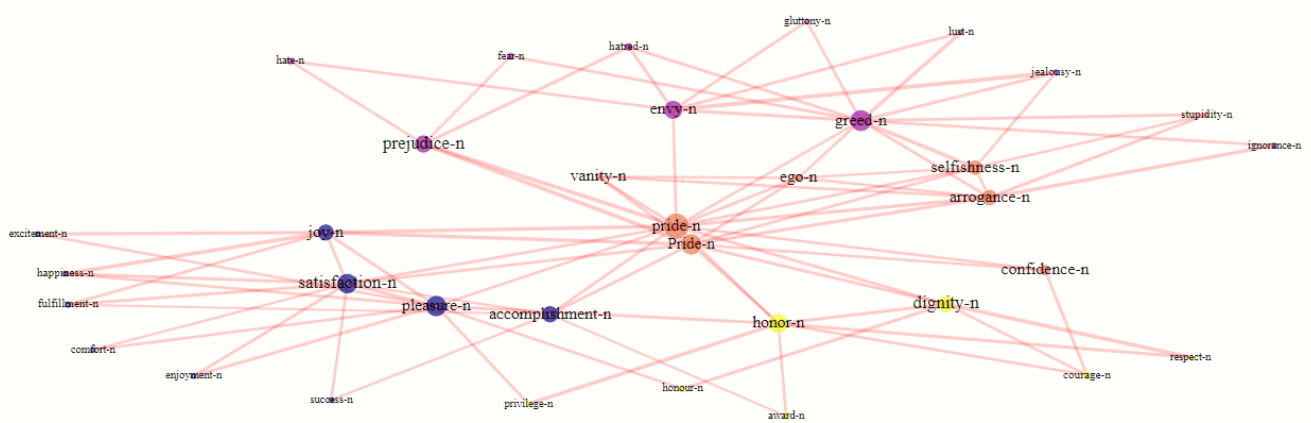 gluttony-n
lust-n
hatred-n
fear-n
hate-n
jealousy-n
envy-n
greed-n
stupidity-n
prejudice-n
ignorance-n
selfishness-n
vanity-n
ego-n
arrogance-n
pride-n
excitement-n
joy-n
Pride-n
happiness-n
confidence-n
satisfaction-n
fulfillment-n
pleasure-n
dignity-n
accomplishment-n
honor-n
comfort-n
respect-n
enjoyment-n
courage-n
honour-n
success-n
privilege-n
award-n